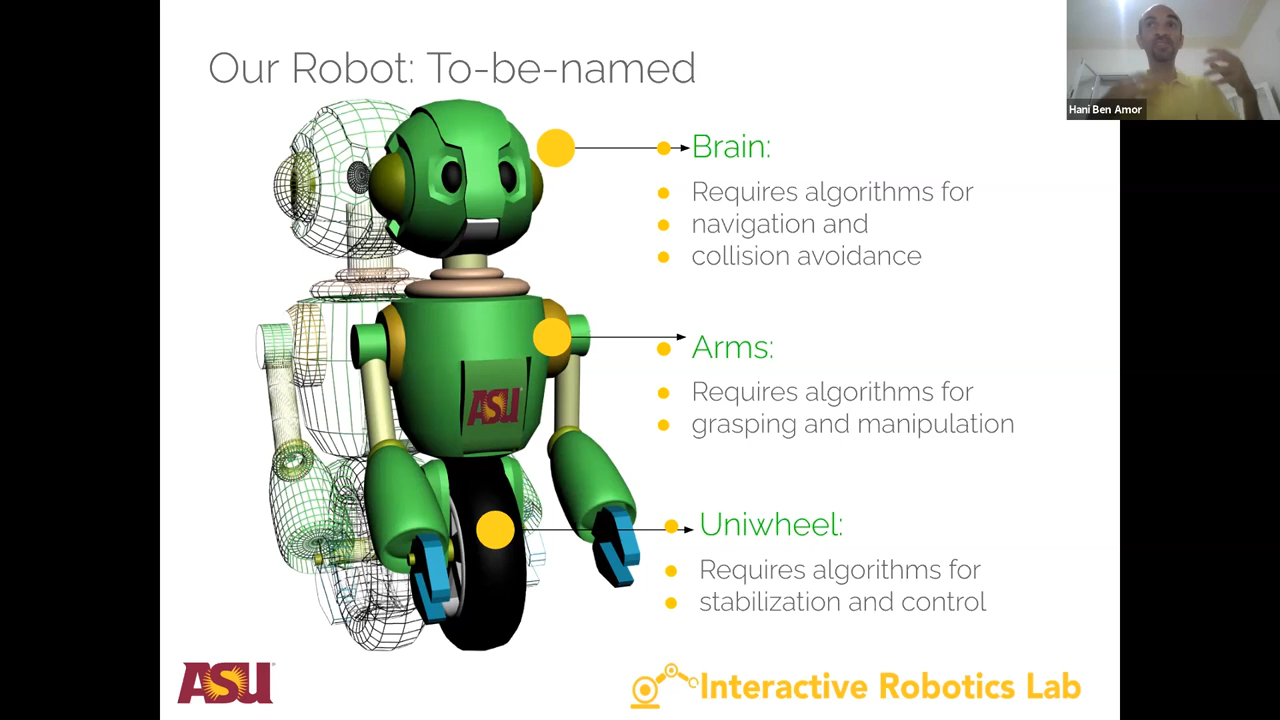 Our Robot: To-be-named
Hani Ben Amor
Brain:
Requires algorithms for
navigation and
collision avoidance
Arms:
Requires algorithms for
grasping and manipulation
ASU
Uniwheel:
Requires algorithms for
stabilization and control
ASU
Interactive Robotics Lab